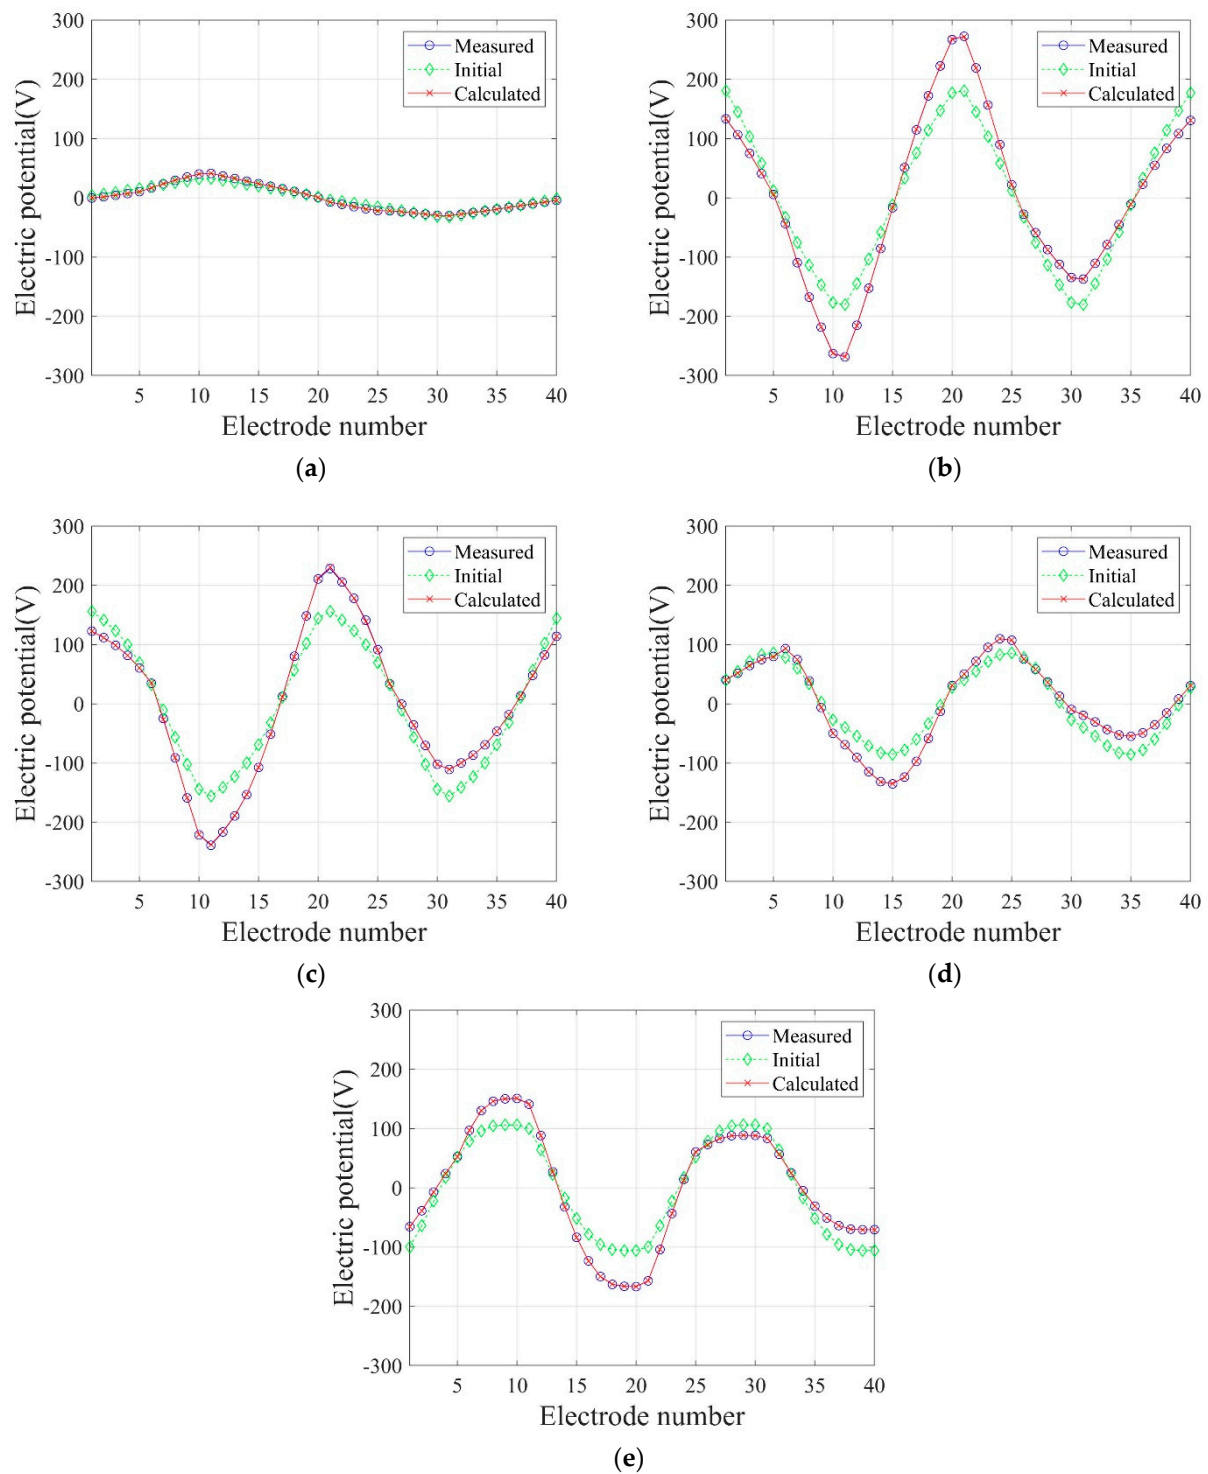 300
200
100
0
-100
-200
-300
Electric potential(V)
Measured
Initial
Calculated
5 10 15 20 25 30 35 40
Electrode number
(a)
300
200
100
0
-100
-200
-300
Electric potential(V)
Measured
Initial
Calculated
5 10 15 20 25 30 35 40
Electrode number
(b)
300
200
100
0
-100
-200
-300
Electric potential(V)
Measured
Initial
Calculated
5 10 15 20 25 30 35 40
Electrode number
(c)
300
200
100
0
-100
-200
-300
Electric potential(V)
Measured
Initial
Calculated
5 10 15 20 25 30 35 40
Electrode number
(d)
300
200
100
0
-100
-200
-300
Electric potential(V)
Measured
Initial
Calculated
5 10 15 20 25 30 35 40
Electrode number
(e)